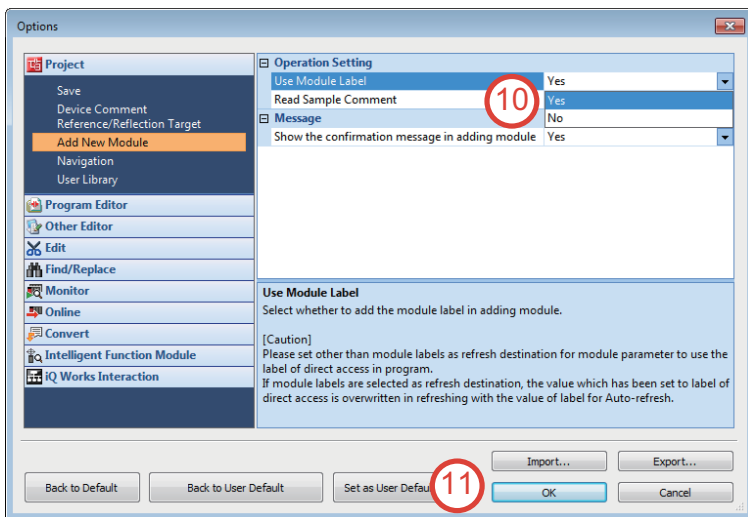 Options
Project
Save
Device Comment
Reference/Reflection Target
Add New Module
Navigation
User Library
Program Editor
Other Editor
Edit
Find/Replace
Monitor
Online
Convert
Intelligent Function Module
iQ Works Interaction
Operation Setting
Use Module Label Yes
Read Sample Comment Yes
10
Message No
Show the confirmation message in adding module Yes
Use Module Label
Select whether to add the module label in adding module.
[Caution]
Please set other than module labels as refresh destination for module parameter to use the
label of direct access in program.
If module labels are selected as refresh destination, the value which has been set to label of
direct access is overwritten in refreshing with the value of label for Auto-refresh.
Import... Export...
Back to Default Back to User Default Set as User Defau 11 OK Cancel